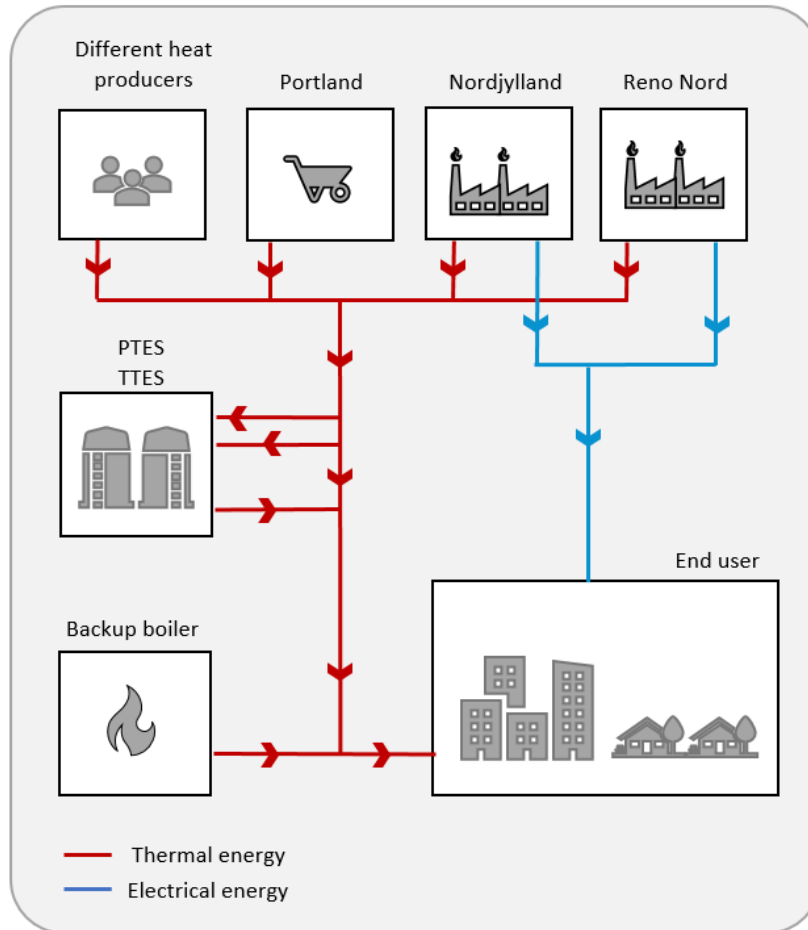 Different heat
producers
Portland
Nordjylland
Reno Nord
PTES
TTES
End user
Backup boiler
Thermal energy
Electrical energy